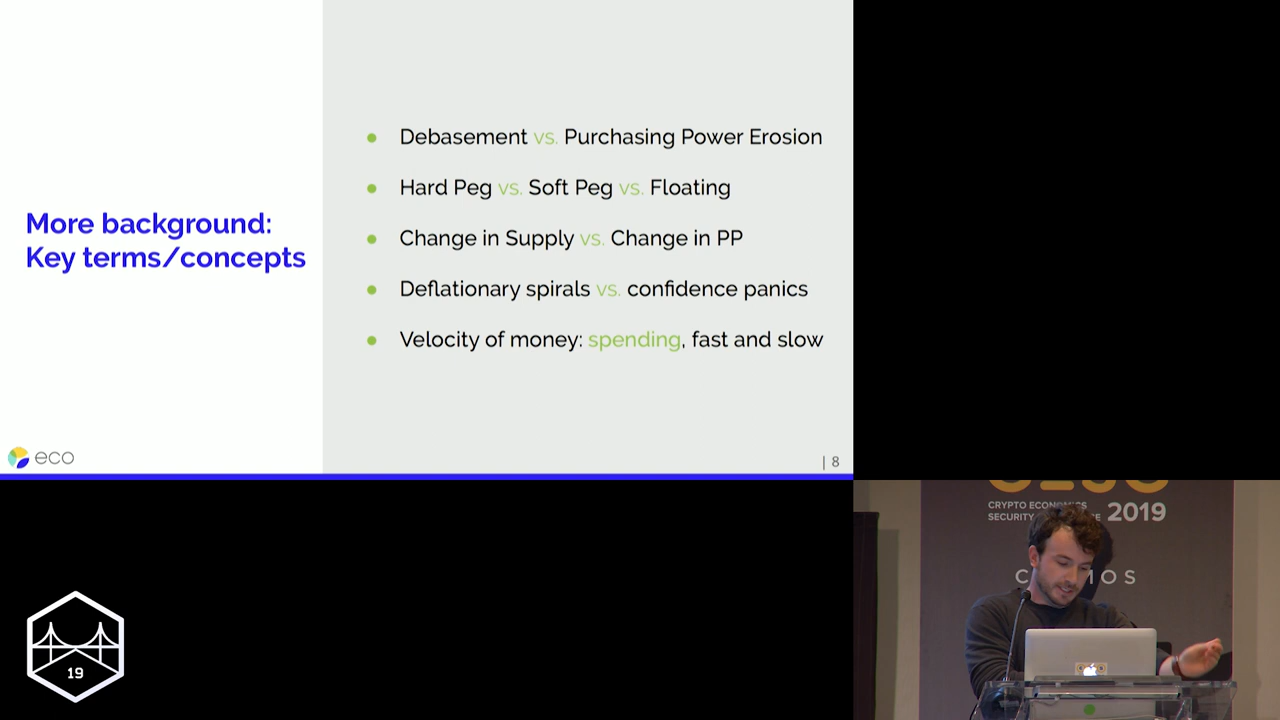 More background:
Key terms/concepts
● Debasement vs. Purchasing Power Erosion
● Hard Peg vs. Soft Peg vs. Floating
● Change in Supply vs. Change in PP
● Deflationary spirals vs. confidence panics
● Velocity of money: spending, fast and slow
eco
| 8
CRYPTO ECONOMICS
SECURITY
2019
19